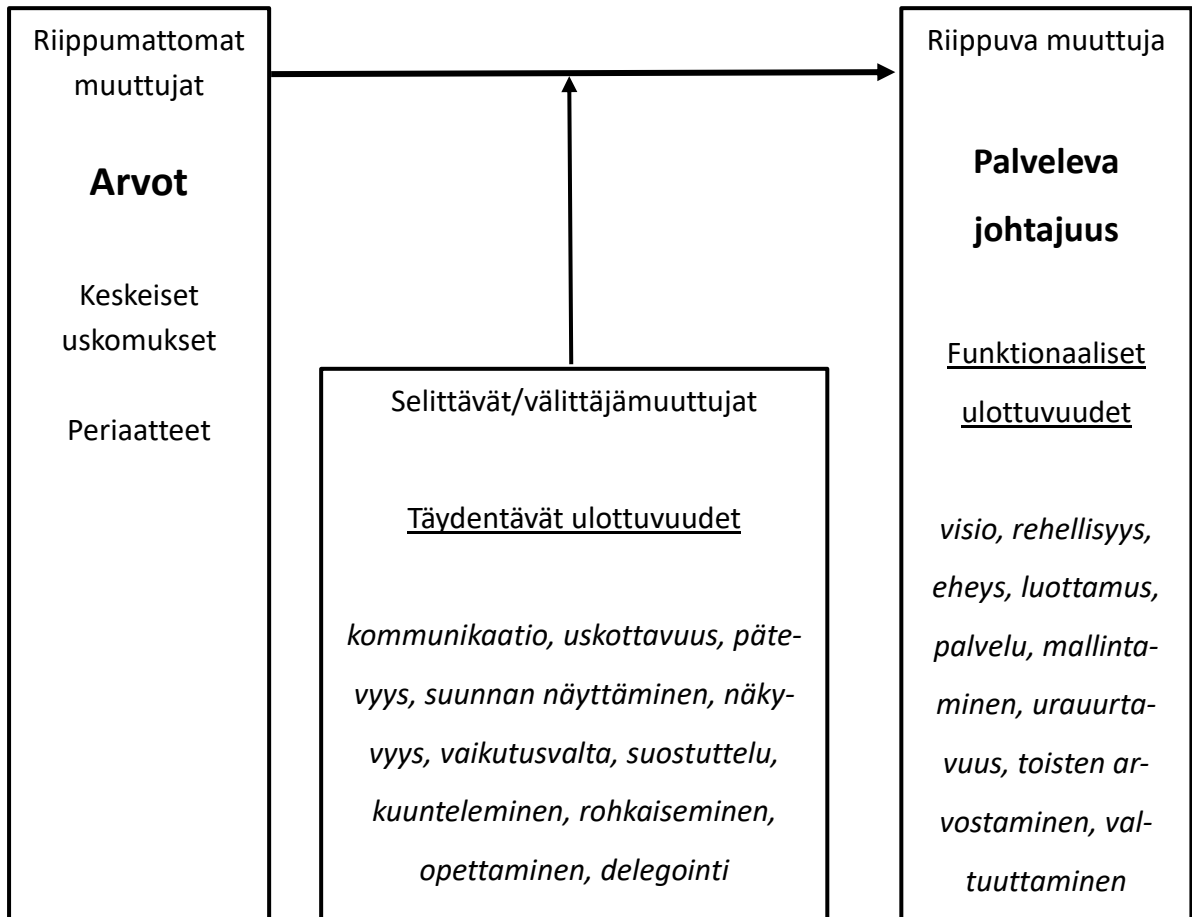 Riippumattomat
muuttujat
Arvot
Keskeiset
uskomukset
Periaatteet
Selittävät/välittäjämuuttujat
Täydentävät ulottuvuudet
kommunikaatio, uskottavuus, päte-
vyys, suunnan näyttäminen, näky-
vyys, vaikutusvalta, suostuttelu,
kuunteleminen, rohkaiseminen,
opettaminen, delegointi
Riippuva muuttuja
Palveleva
johtajuus
Funktionaaliset
ulottuvuudet
visio, rehellisyys,
eheys, luottamus,
palvelu, mallinta-
minen, urauurta-
vuus, toisten ar-
vostaminen, val-
tuuttaminen